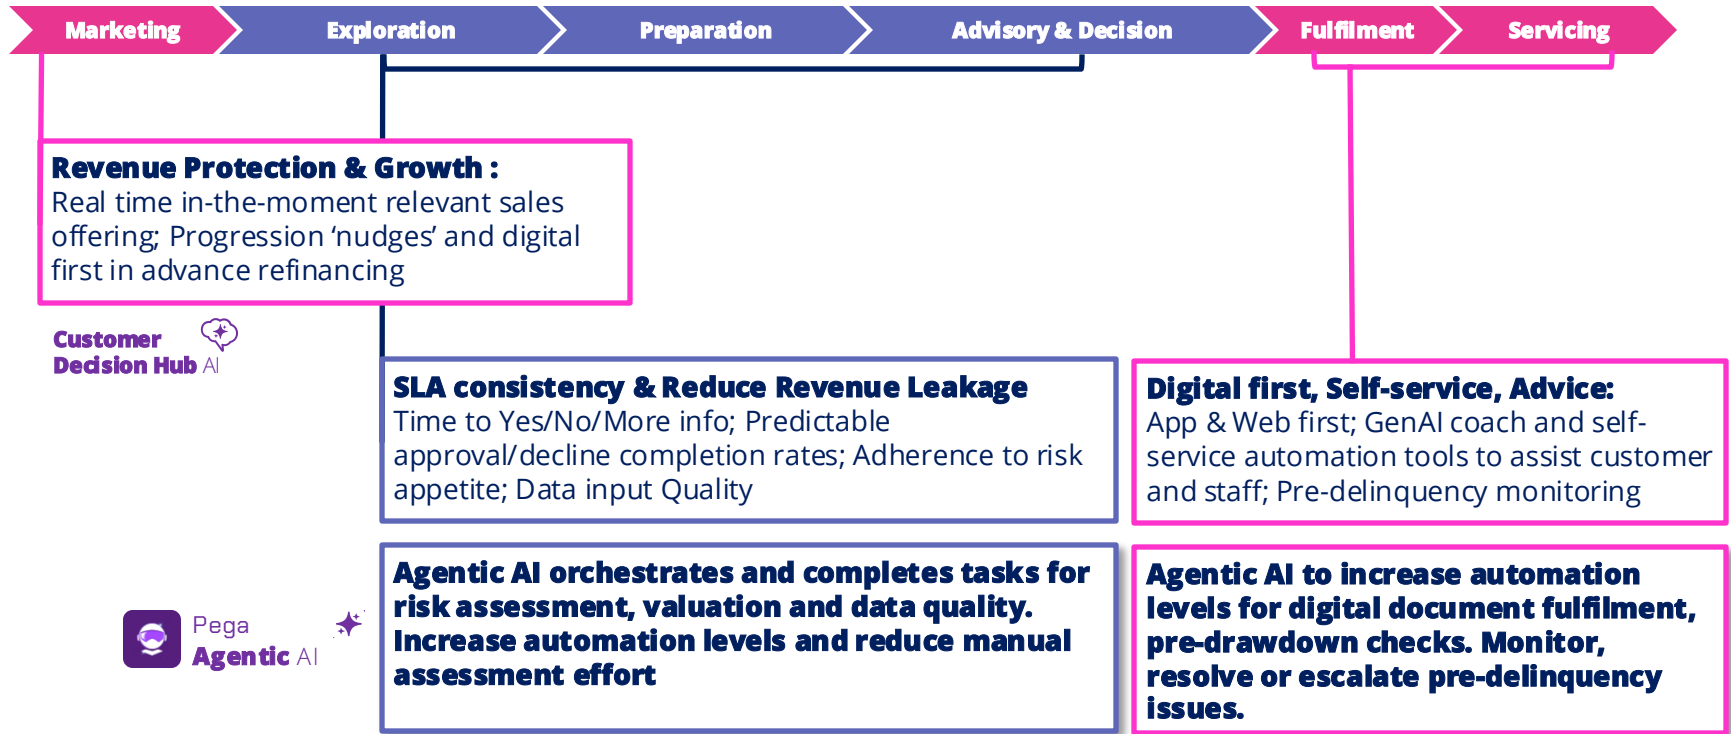 Marketing
Exploration
Preparation
Advisory & Decision
Fulfilment
Servicing
Revenue Protection & Growth :
Real time in-the-moment relevant sales
offering; Progression ‘nudges’ and digital
first in advance refinancing
Customer
Decision Hub AI
SLA consistency & Reduce Revenue Leakage
Time to Yes/No/More info; Predictable
approval/decline completion rates; Adherence to risk
appetite; Data input Quality
Digital first, Self-service, Advice:
App & Web first; GenAI coach and self-
service automation tools to assist customer
and staff; Pre-delinquency monitoring
Pega
Agentic AI
Agentic AI orchestrates and completes tasks for
risk assessment, valuation and data quality.
Increase automation levels and reduce manual
assessment effort
Agentic AI to increase automation
levels for digital document fulfilment,
pre-drawdown checks. Monitor,
resolve or escalate pre-delinquency
issues.